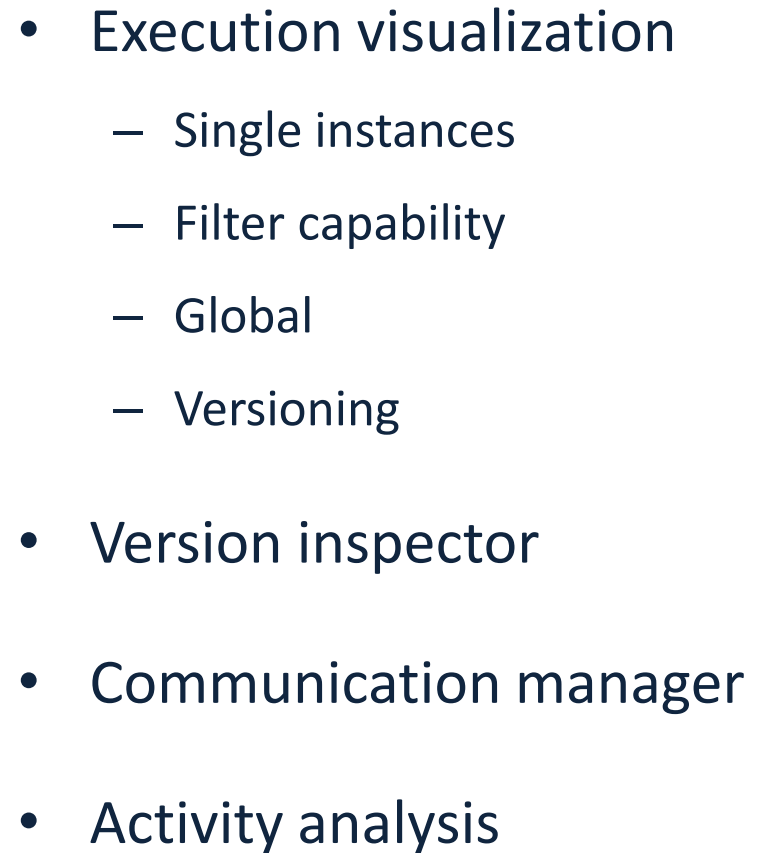 • Execution visualization
– Single instances
– Filter capability
– Global
– Versioning
• Version inspector
• Communication manager
• Activity analysis